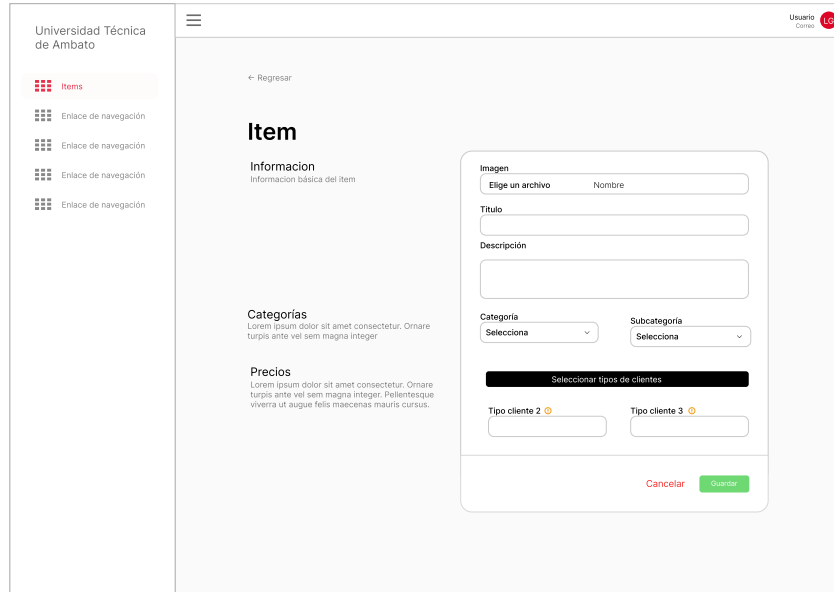 Universidad Técnica
de Ambato
Items
Enlace de navegación
Enlace de navegación
Enlace de navegación
Enlace de navegación
Usuario
Correo
LG
← Regresar
Item
Informacion
Informacion básica del item
Imagen
Elige un archivo Nombre
Titulo
Descripción
Categorías
Lorem ipsum dolor sit amet consectetur. Ornare
turpis ante vel sem magna integer
Categoría
Selecciona
Subcategoría
Selecciona
Precios
Lorem ipsum dolor sit amet consectetur. Ornare
turpis ante vel sem magna integer. Pellentesque
viverra ut augue felis maecenas mauris cursus.
Seleccionar tipos de clientes
Tipo cliente 2
Tipo cliente 3
Cancelar
Guardar